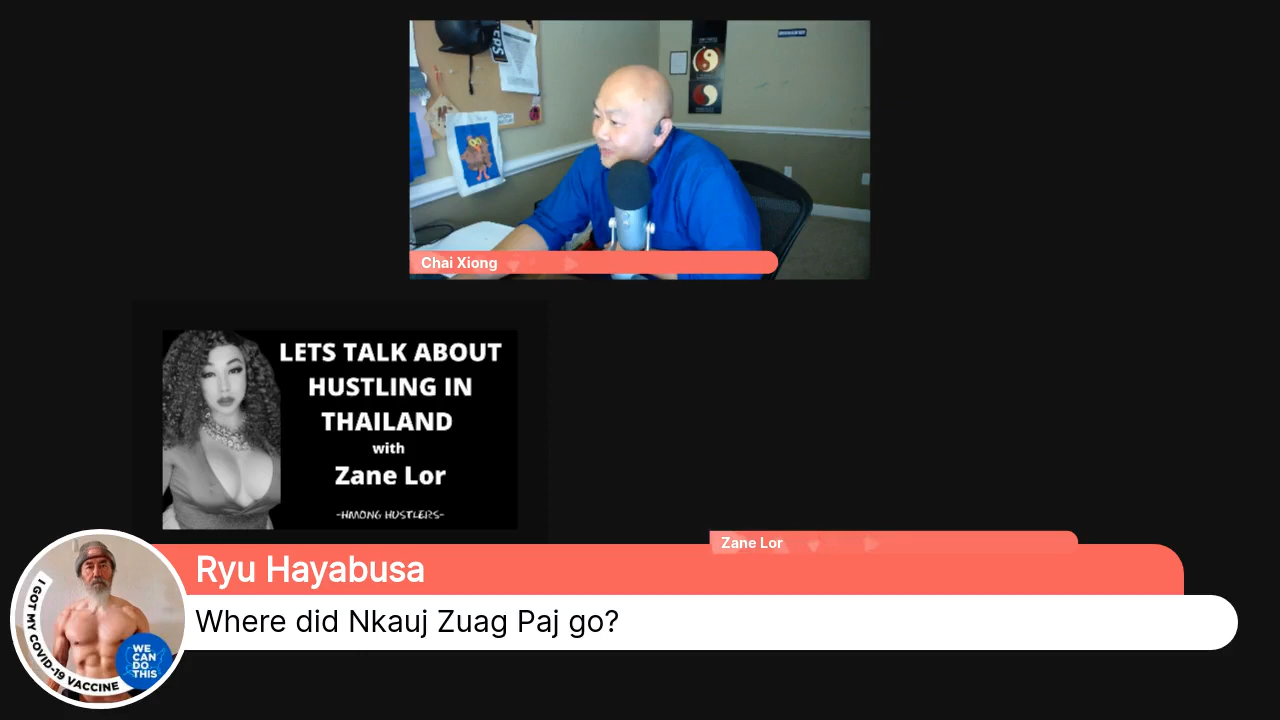 Chai Xiong
LETS TALK ABOUT
HUSTLING IN
THAILAND
with
Zane Lor
-HMONG HUSTLERS-
Zane Lor
Ryu Hayabusa
Where did Nkauj Zuag Paj go?
I GOT MY COVID-19 VACCINE
WE
CAN
DO
THIS